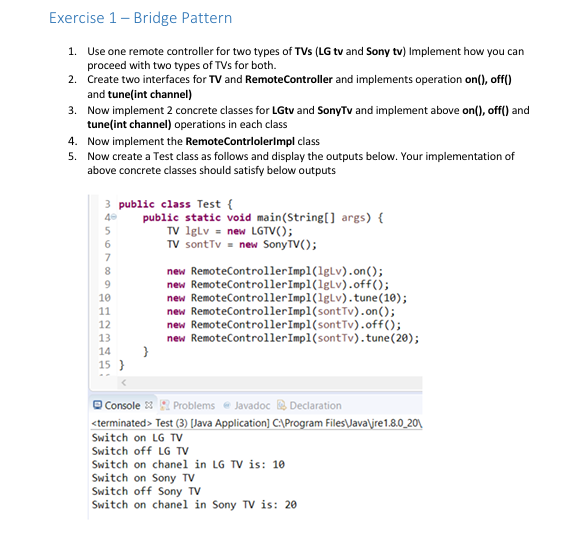 Exercise 1 – Bridge Pattern
1. Use one remote controller for two types of TVs (LG tv and Sony tv) Implement how you can
proceed with two types of TVs for both.
2. Create two interfaces for TV and RemoteController and implements operation on(), off()
and tune(int channel)
3. Now implement 2 concrete classes for LGtv and SonyTv and implement above on(), off() and
tune(int channel) operations in each class
4. Now implement the RemoteContrlolerImpl class
5. Now create a Test class as follows and display the outputs below. Your implementation of
above concrete classes should satisfy below outputs
3 public class Test {
4 public static void main(String[] args) {
5 TV lgLv = new LGTV();
6 TV sontTv = new SonyTV();
7
8 new RemoteControllerImpl(lgLv).on();
9 new RemoteControllerImpl(lgLv).off();
10 new RemoteControllerImpl(lgLv).tune(10);
11 new RemoteControllerImpl(sontTv).on();
12 new RemoteControllerImpl(sontTv).off();
13 new RemoteControllerImpl(sontTv).tune(20);
14 }
15 }
Console Problems Javadoc Declaration
<terminated> Test (3) [Java Application] C:\Program Files\Java\jre1.8.0_20\
Switch on LG TV
Switch off LG TV
Switch on chanel in LG TV is: 10
Switch on Sony TV
Switch off Sony TV
Switch on chanel in Sony TV is: 20